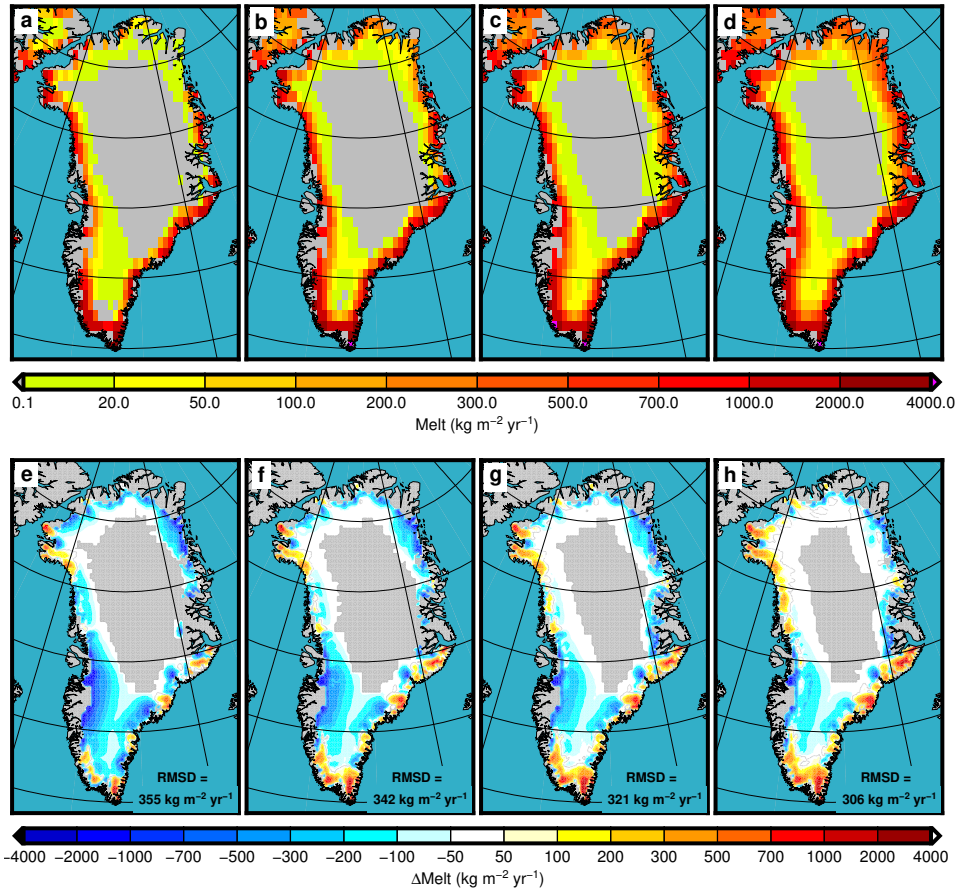 a b c d
0.1 20.0 50.0 100.0 200.0 300.0 500.0 700.0 1000.0 2000.0 4000.0
Melt (kg m⁻² yr⁻¹)
e f g h
RMSD = RMSD = RMSD = RMSD =
355 kg m⁻² yr⁻¹ 342 kg m⁻² yr⁻¹ 321 kg m⁻² yr⁻¹ 306 kg m⁻² yr⁻¹
−4000 −2000 −1000 −700 −500 −300 −200 −100 −50 50 100 200 300 500 700 1000 2000 4000
ΔMelt (kg m⁻² yr⁻¹)